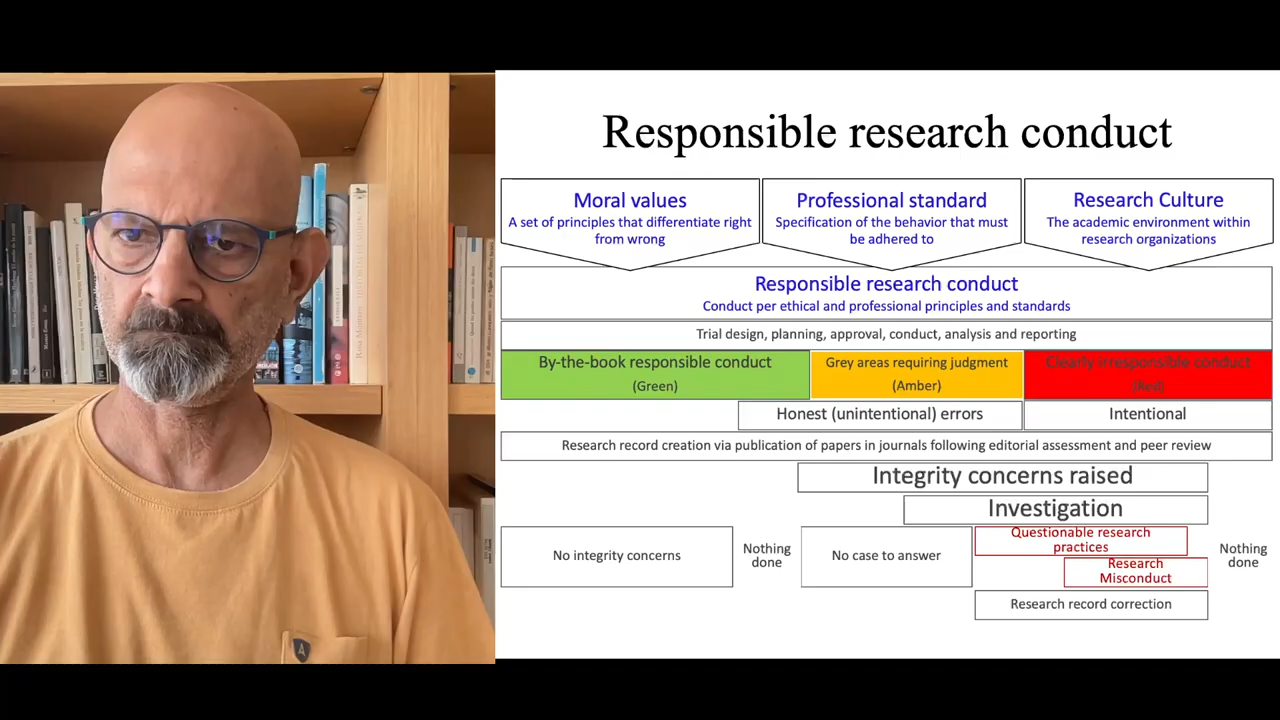 Responsible research conduct
Moral values
A set of principles that differentiate right
from wrong
Professional standard
Specification of the behavior that must
be adhered to
Research Culture
The academic environment within
research organizations
Responsible research conduct
Conduct per ethical and professional principles and standards
Trial design, planning, approval, conduct, analysis and reporting
By-the-book responsible conduct
(Green)
Grey areas requiring judgment
(Amber)
Clearly irresponsible conduct
(Red)
Honest (unintentional) errors
Intentional
Research record creation via publication of papers in journals following editorial assessment and peer review
Integrity concerns raised
Investigation
No integrity concerns
Nothing
done
No case to answer
Questionable research
practices
Research
Misconduct
Nothing
done
Research record correction